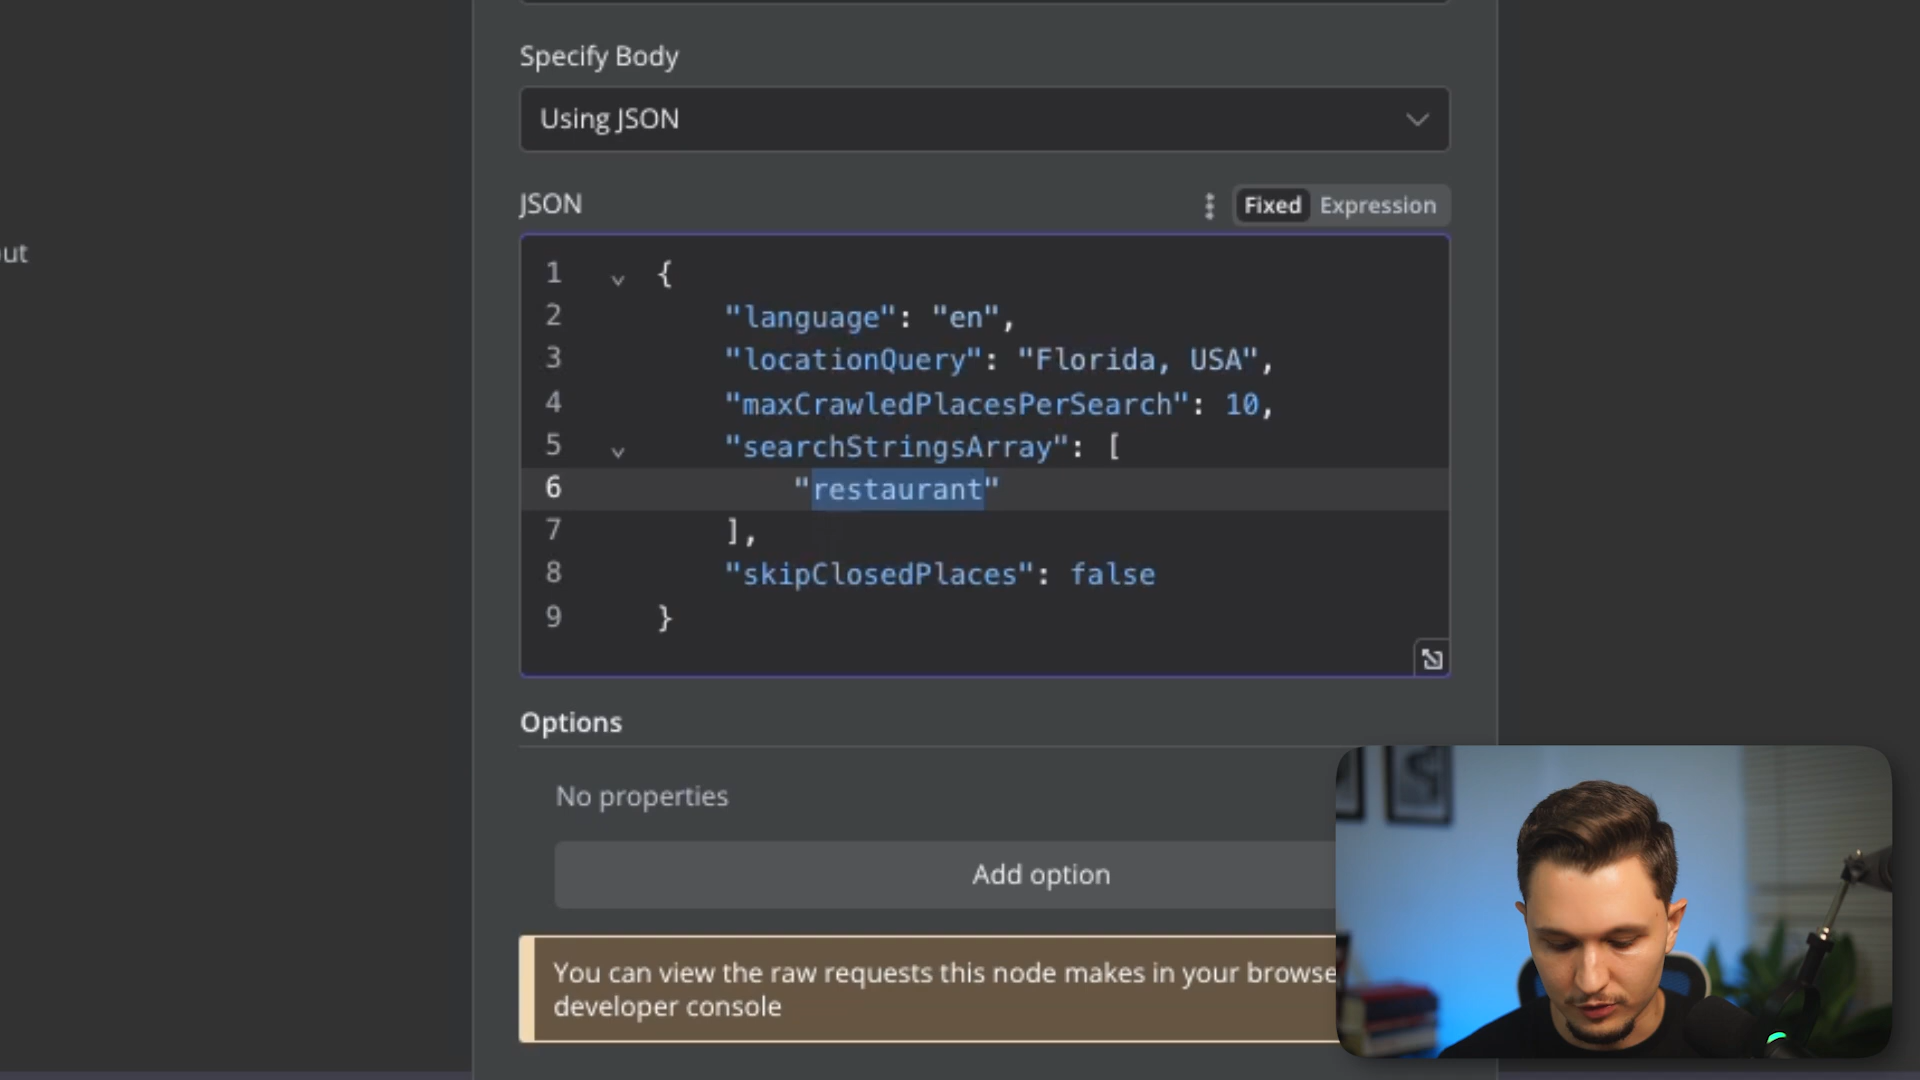 Specify Body
Using JSON
JSON
Fixed Expression
out
1 {
2 "language": "en",
3 "locationQuery": "Florida, USA",
4 "maxCrawledPlacesPerSearch": 10,
5 "searchStringsArray": [
6 "restaurant"
7 ],
8 "skipClosedPlaces": false
9 }
Options
No properties
Add option
You can view the raw requests this node makes in your browse
developer console